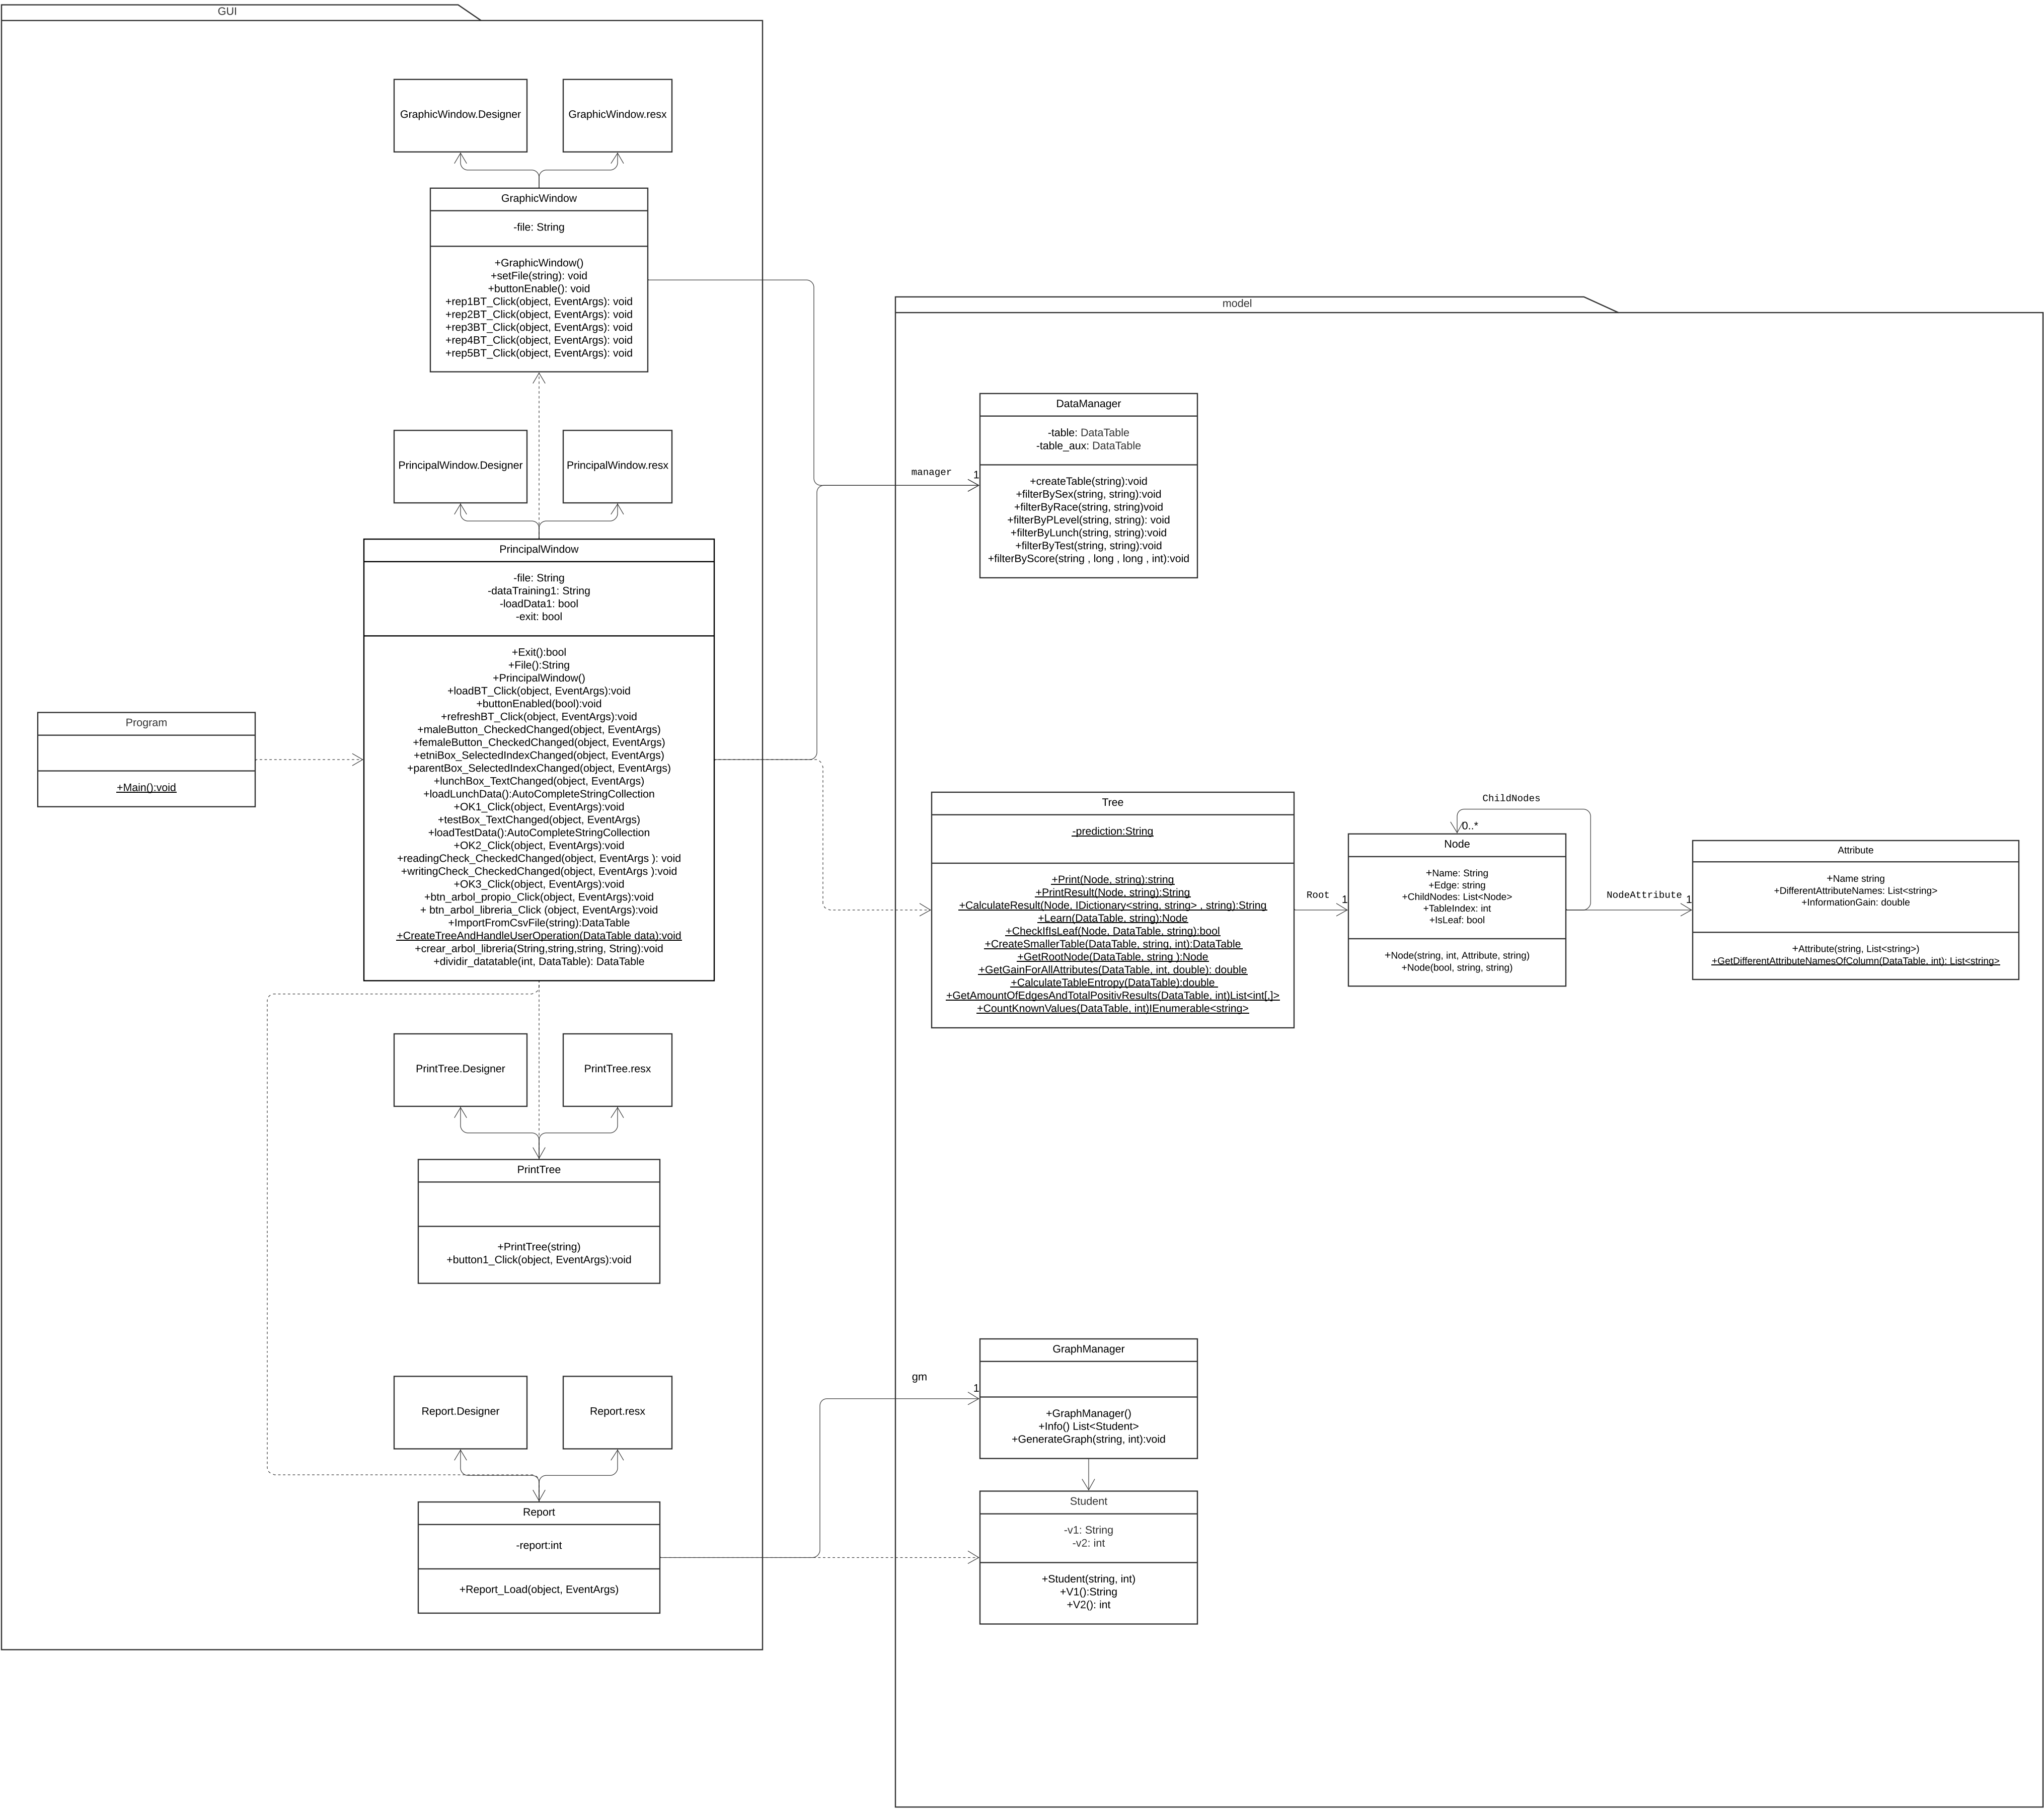 GUI
GraphicWindow.Designer
GraphicWindow.resx
GraphicWindow
-file: String
+GraphicWindow()
+setFile(string): void
+buttonEnable(): void
+rep1BT_Click(object, EventArgs): void
+rep2BT_Click(object, EventArgs): void
+rep3BT_Click(object, EventArgs): void
+rep4BT_Click(object, EventArgs): void
+rep5BT_Click(object, EventArgs): void
PrincipalWindow.Designer
PrincipalWindow.resx
PrincipalWindow
-file: String
-dataTraining1: String
-loadData1: bool
-exit: bool
+Exit():bool
+File():String
+PrincipalWindow()
+loadBT_Click(object, EventArgs):void
+buttonEnabled(bool):void
+refreshBT_Click(object, EventArgs):void
+maleButton_CheckedChanged(object, EventArgs)
+femaleButton_CheckedChanged(object, EventArgs)
+etniBox_SelectedIndexChanged(object, EventArgs)
+parentBox_SelectedIndexChanged(object, EventArgs)
+lunchBox_TextChanged(object, EventArgs)
+loadLunchData():AutoCompleteStringCollection
+OK1_Click(object, EventArgs):void
+testBox_TextChanged(object, EventArgs)
+loadTestData():AutoCompleteStringCollection
+OK2_Click(object, EventArgs):void
+readingCheck_CheckedChanged(object, EventArgs ): void
+writingCheck_CheckedChanged(object, EventArgs ):void
+OK3_Click(object, EventArgs):void
+btn_arbol_propio_Click(object, EventArgs):void
+ btn_arbol_libreria_Click (object, EventArgs):void
+ImportFromCsvFile(string):DataTable
+CreateTreeAndHandleUserOperation(DataTable data):void
+crear_arbol_libreria(String,string,string, String):void
+dividir_datatable(int, DataTable): DataTable
Program
+Main():void
PrintTree.Designer
PrintTree.resx
PrintTree
+PrintTree(string)
+button1_Click(object, EventArgs):void
Report.Designer
Report.resx
Report
-report:int
+Report_Load(object, EventArgs)
model
manager
1
DataManager
-table: DataTable
-table_aux: DataTable
+createTable(string):void
+filterBySex(string, string):void
+filterByRace(string, string)void
+filterByPLevel(string, string): void
+filterByLunch(string, string):void
+filterByTest(string, string):void
+filterByScore(string , long , long , int):void
Tree
-prediction:String
+Print(Node, string):string
+PrintResult(Node, string):String
+CalculateResult(Node, IDictionary<string, string> , string):String
+Learn(DataTable, string):Node
+CheckIfIsLeaf(Node, DataTable, string):bool
+CreateSmallerTable(DataTable, string, int):DataTable
+GetRootNode(DataTable, string ):Node
+GetGainForAllAttributes(DataTable, int, double): double
+CalculateTableEntropy(DataTable):double
+GetAmountOfEdgesAndTotalPositivResults(DataTable, int)List<int[,]>
+CountKnownValues(DataTable, int)IEnumerable<string>
Root
1
ChildNodes
0..*
Node
+Name: String
+Edge: string
+ChildNodes: List<Node>
+TableIndex: int
+IsLeaf: bool
+Node(string, int, Attribute, string)
+Node(bool, string, string)
NodeAttribute
1
Attribute
+Name string
+DifferentAttributeNames: List<string>
+InformationGain: double
+Attribute(string, List<string>)
+GetDifferentAttributeNamesOfColumn(DataTable, int): List<string>
gm
1
GraphManager
+GraphManager()
+Info() List<Student>
+GenerateGraph(string, int):void
Student
-v1: String
-v2: int
+Student(string, int)
+V1():String
+V2(): int